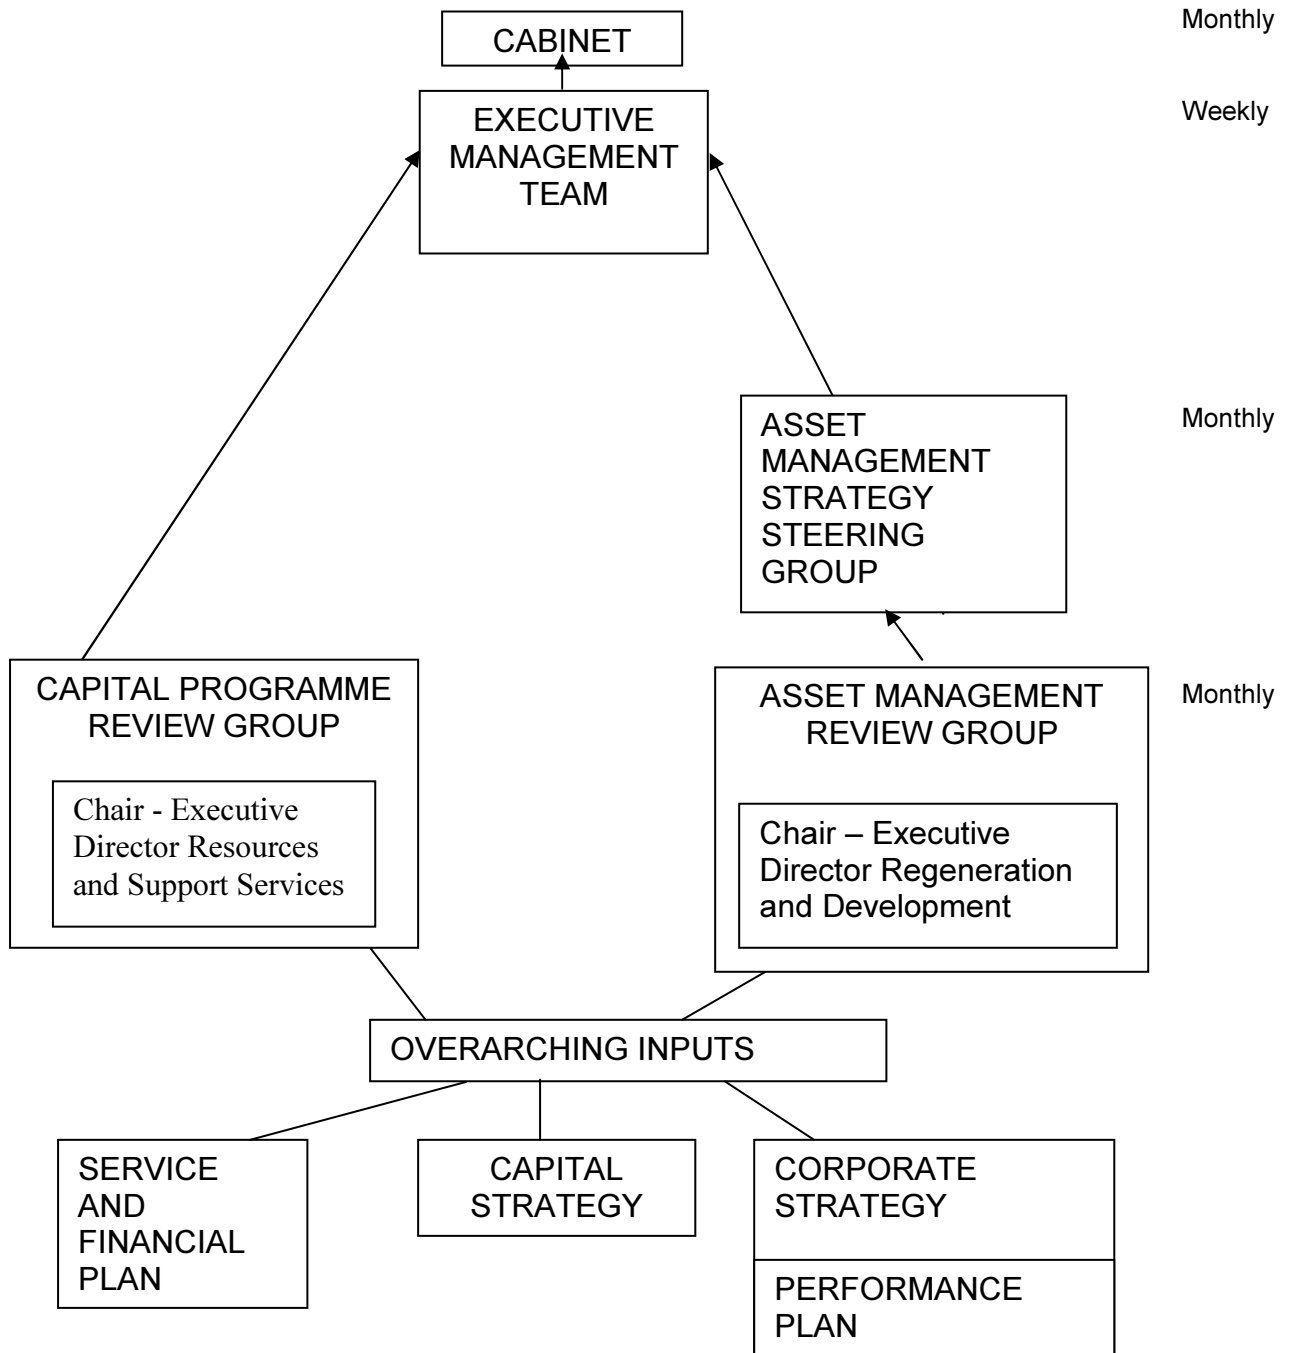 CABINET
Monthly
EXECUTIVE
MANAGEMENT
TEAM
Weekly
ASSET
MANAGEMENT
STRATEGY
STEERING
GROUP
Monthly
CAPITAL PROGRAMME
REVIEW GROUP
Chair - Executive
Director Resources
and Support Services
ASSET MANAGEMENT
REVIEW GROUP
Chair – Executive
Director Regeneration
and Development
Monthly
OVERARCHING INPUTS
SERVICE
AND
FINANCIAL
PLAN
CAPITAL
STRATEGY
CORPORATE
STRATEGY
PERFORMANCE
PLAN